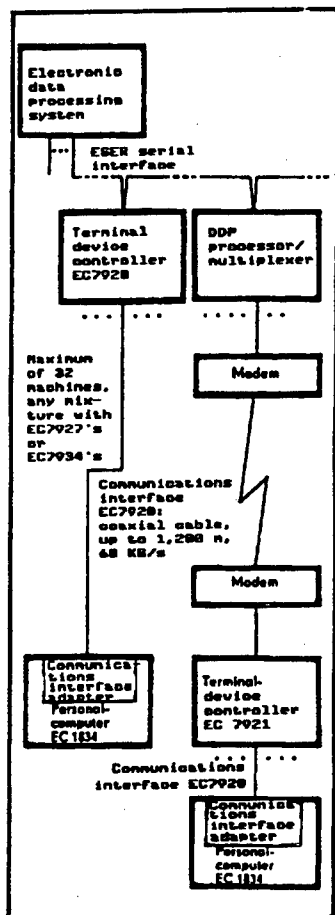 Electronic
data
processing
system
... ESER serial
interface
Terminal
device
controller
EC7920
DDP
processor/
multiplexer
Maximum
of 32
machines,
any mix-
ture with
EC7927's
or
EC7934's
Modem
Communications
interface
EC7920:
coaxial cable,
up to 1,200 m,
60 KB/s
Modem
Communica-
tions
interface
adapter
Personal-
computer
EC 1834
Terminal-
device
controller
EC 7921
Communications
interface EC7920
Communica-
tions
interface
adapter
Personal-
computer
EC 1834